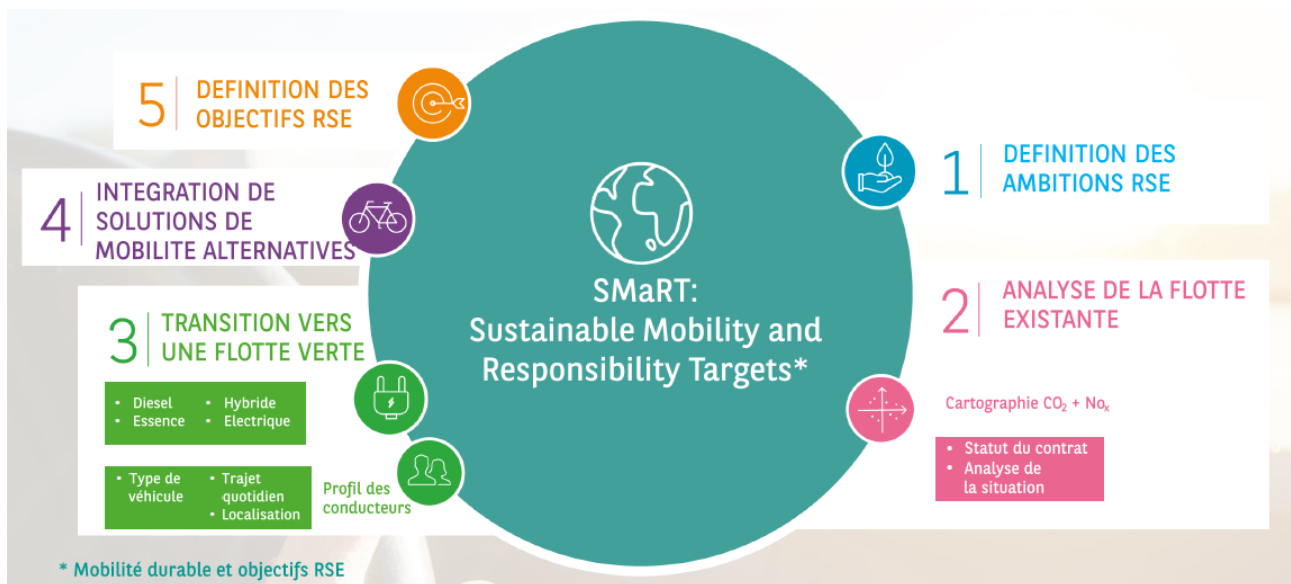 SMaRT:
Sustainable Mobility and
Responsibility Targets*
1
DEFINITION DES
AMBITIONS RSE
2
ANALYSE DE LA FLOTTE
EXISTANTE
Cartographie CO₂ + Noₓ
• Statut du contrat
• Analyse de
la situation
3
TRANSITION VERS
UNE FLOTTE VERTE
• Diesel
• Essence
• Hybride
• Electrique
• Type de
véhicule
• Trajet
quotidien
• Localisation
Profil des
conducteurs
4
INTEGRATION DE
SOLUTIONS DE
MOBILITE ALTERNATIVES
5
DEFINITION DES
OBJECTIFS RSE
* Mobilité durable et objectifs RSE